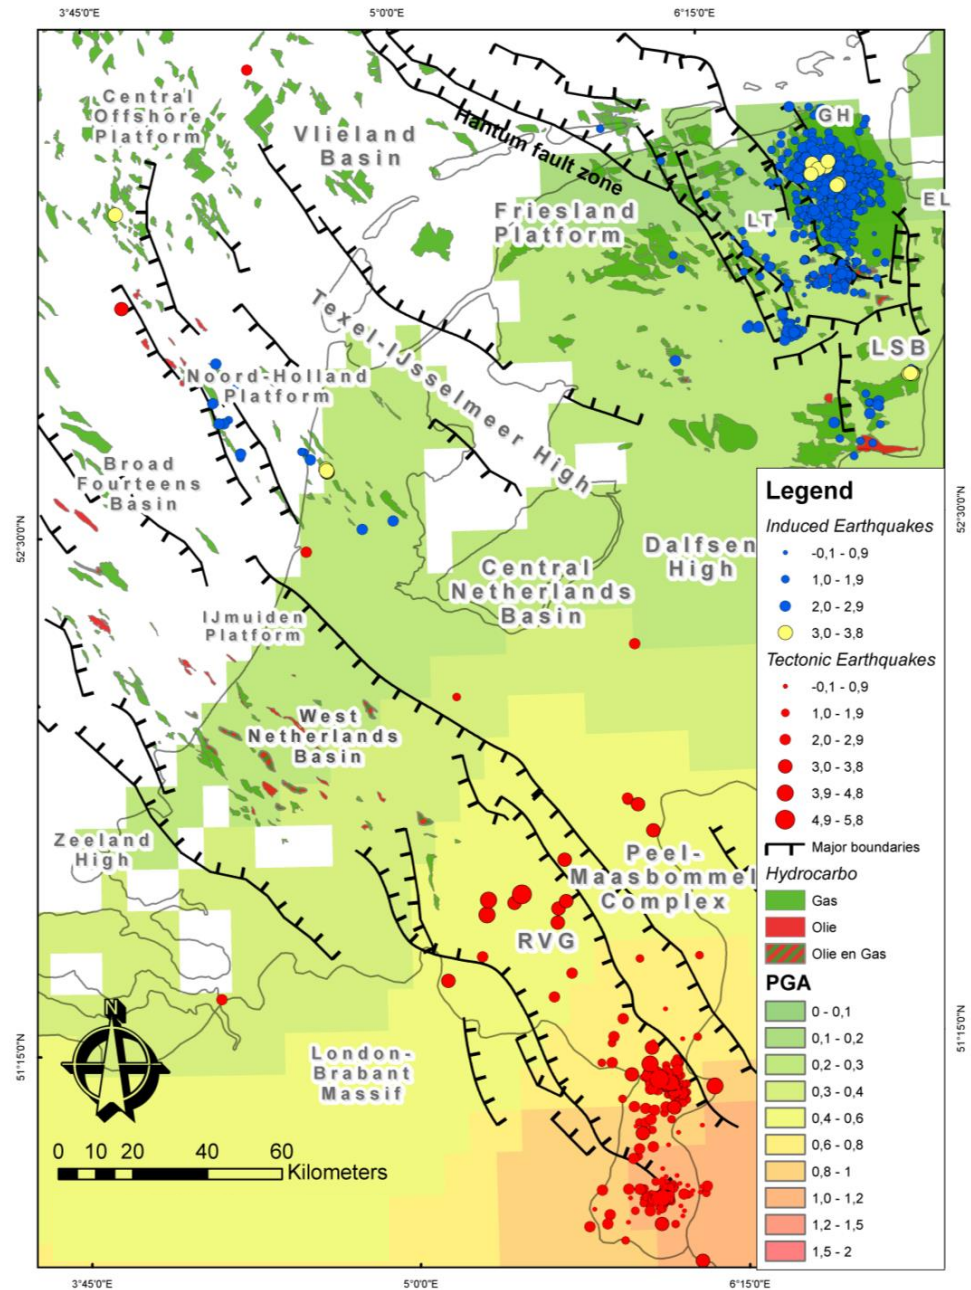 3°45'0"E
5°0'0"E
6°15'0"E
Central
Offshore
Platform
Vlieland
Basin
Hantum fault zone
GH
EL
LT
Friesland
Platform
Texel-IJsselmeer High
LSB
Noord-Holland
Platform
Broad
Fourteens
Basin
52°30'0"N
52°30'0"N
Dalfsen
High
Central
Netherlands
Basin
IJmuiden
Platform
West
Netherlands
Basin
Zeeland
High
Peel-
Maasbommel
Complex
RVG
51°15'0"N
51°15'0"N
London-
Brabant
Massif
N
0 10 20 40 60
Kilometers
Legend
Induced Earthquakes
-0,1 - 0,9
1,0 - 1,9
2,0 - 2,9
3,0 - 3,8
Tectonic Earthquakes
-0,1 - 0,9
1,0 - 1,9
2,0 - 2,9
3,0 - 3,8
3,9 - 4,8
4,9 - 5,8
Major boundaries
Hydrocarbo
Gas
Olie
Olie en Gas
PGA
0 - 0,1
0,1 - 0,2
0,2 - 0,3
0,3 - 0,4
0,4 - 0,6
0,6 - 0,8
0,8 - 1
1,0 - 1,2
1,2 - 1,5
1,5 - 2
3°45'0"E
5°0'0"E
6°15'0"E